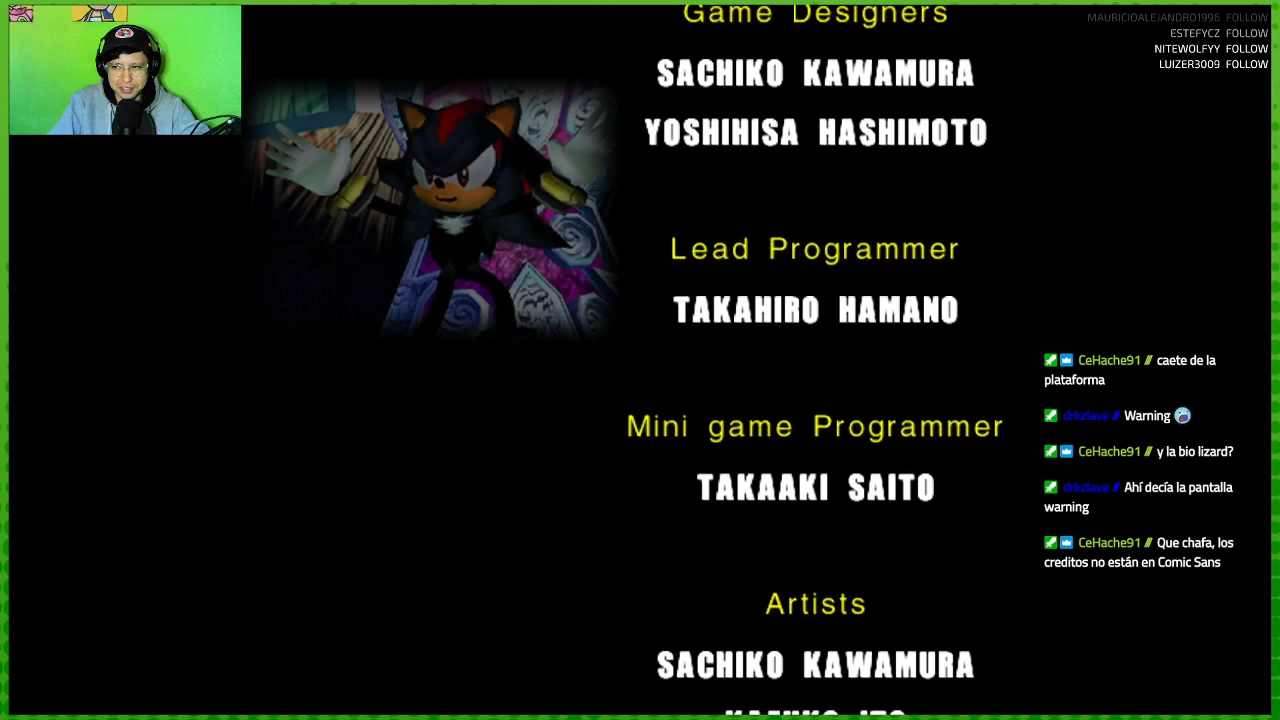 Game Designers
SACHIKO KAWAMURA
YOSHIHISA HASHIMOTO
Lead Programmer
TAKAHIRO HAMANO
Mini game Programmer
TAKAAKI SAITO
Artists
SACHIKO KAWAMURA
MAURICIOALEJANDRO1996 FOLLOW
ESTEFYCZ FOLLOW
NITEWOLFYY FOLLOW
LUIZER3009 FOLLOW
CeHache91 // caete de la
plataforma
drkzlave // Warning
CeHache91 // y la bio lizard?
drkzlave // Ahí decía la pantalla
warning
CeHache91 // Que chafa, los
creditos no están en Comic Sans